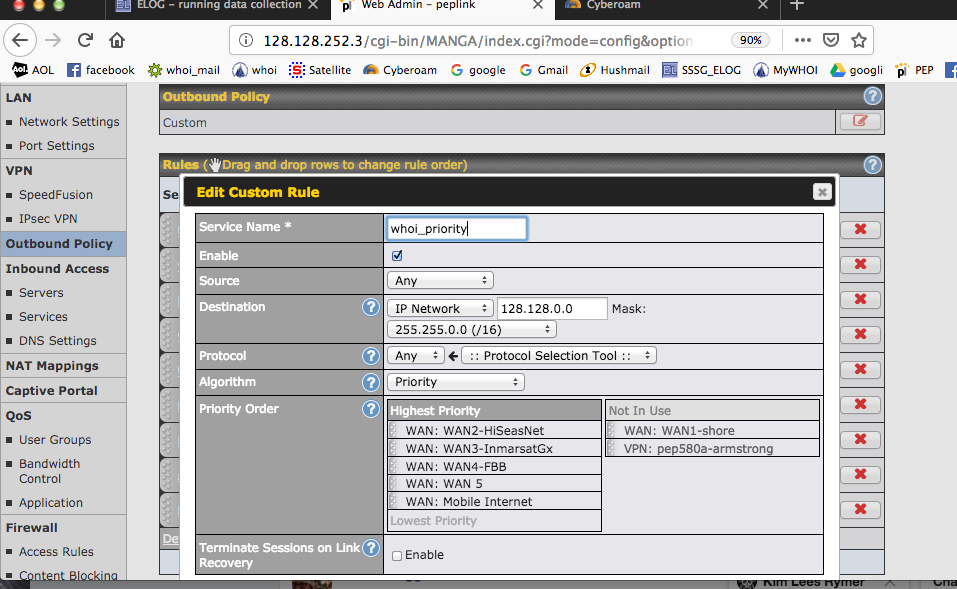 ELOG – running data collection
Web Admin – peplink
Cyberoam
128.128.252.3/cgi-bin/MANGA/index.cgi?mode=config&option
90%
AOL facebook whoi_mail whoi Satellite Cyberoam google Gmail Hushmail SSSG_ELOG MyWHOI googli PEP
LAN
Network Settings
Port Settings
VPN
SpeedFusion
IPsec VPN
Outbound Policy
Inbound Access
Servers
Services
DNS Settings
NAT Mappings
Captive Portal
QoS
User Groups
Bandwidth
Control
Application
Firewall
Access Rules
Content Blocking
Outbound Policy
Custom
Rules (Drag and drop rows to change rule order)
Se
De
Edit Custom Rule
Service Name * whoi_priority
Enable
Source Any
Destination IP Network 128.128.0.0 Mask:
255.255.0.0 (/16)
Protocol Any :: Protocol Selection Tool ::
Algorithm Priority
Priority Order
Highest Priority
WAN: WAN2-HiSeasNet
WAN: WAN3-InmarsatGx
WAN: WAN4-FBB
WAN: WAN 5
WAN: Mobile Internet
Lowest Priority
Not In Use
WAN: WAN1-shore
VPN: pep580a-armstrong
Terminate Sessions on Link
Recovery
Enable
Kim Lees Rymer
Cha